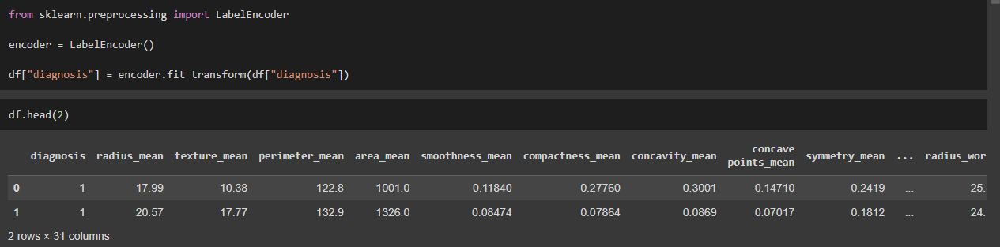 from sklearn.preprocessing import LabelEncoder
encoder = LabelEncoder()
df["diagnosis"] = encoder.fit_transform(df["diagnosis"])
df.head(2)
diagnosis radius_mean texture_mean perimeter_mean area_mean smoothness_mean compactness_mean concavity_mean concave points_mean symmetry_mean ... radius_wor
0 1 17.99 10.38 122.8 1001.0 0.11840 0.27760 0.3001 0.14710 0.2419 ... 25.
1 1 20.57 17.77 132.9 1326.0 0.08474 0.07864 0.0869 0.07017 0.1812 ... 24.
2 rows × 31 columns